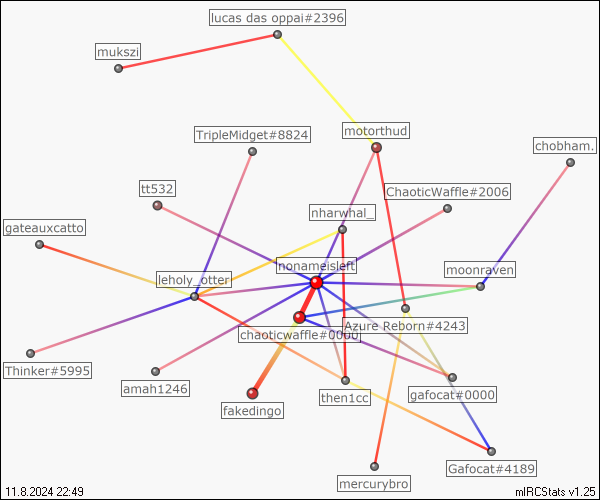 lucas das oppai#2396
mukszi
TripleMidget#8824
motorthud
chobham.
tt532
ChaoticWaffle#2006
nharwhal_
gateauxcatto
nonameisleft
leholy_otter
moonraven
chaoticwaffle#0000
Azure Reborn#4243
Thinker#5995
amah1246
then1cc
gafocat#0000
fakedingo
Gafocat#4189
mercurybro
11.8.2024 22:49
mIRCStats v1.25